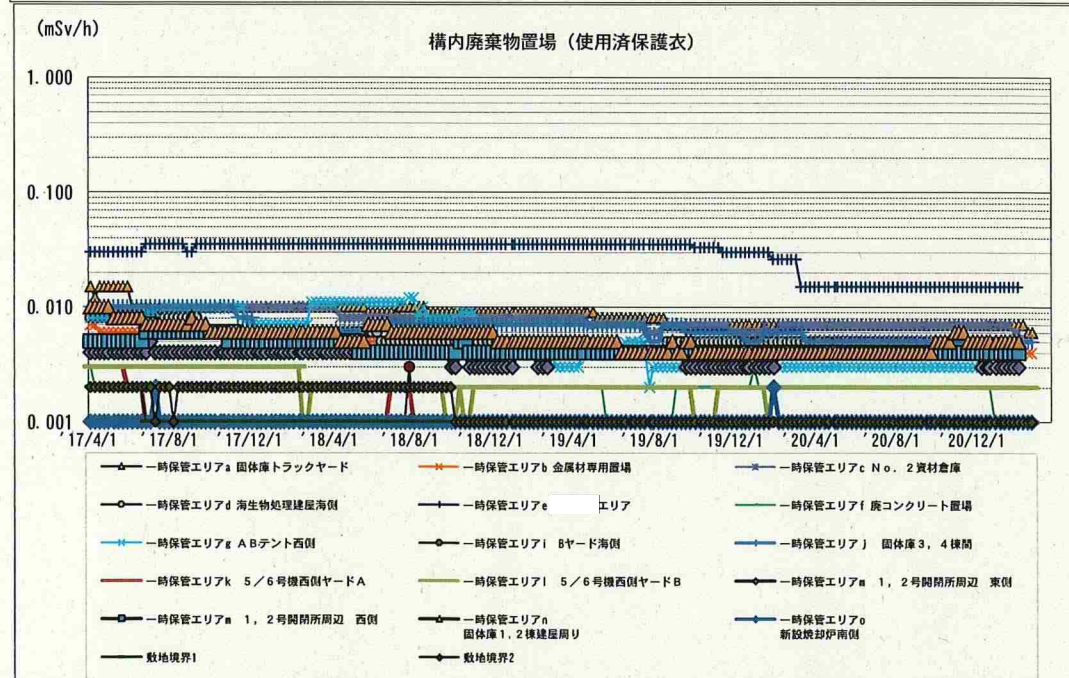 (mSv/h)
構内廃棄物置場（使用済保護衣）
1.000
0.100
0.010
0.001
'17/4/1 '17/8/1 '17/12/1 '18/4/1 '18/8/1 '18/12/1 '19/4/1 '19/8/1 '19/12/1 '20/4/1 '20/8/1 '20/12/1
一時保管エリアa 固体庫トラックヤード
一時保管エリアb 金属材専用置場
一時保管エリアc No.2資材倉庫
一時保管エリアd 海生物処理建屋海側
一時保管エリアe エリア
一時保管エリアf 廃コンクリート置場
一時保管エリアg ABテント西側
一時保管エリアi Bヤード海側
一時保管エリアj 固体庫3,4棟間
一時保管エリアk 5/6号機西側ヤードA
一時保管エリアl 5/6号機西側ヤードB
一時保管エリアm 1,2号開閉所周辺 東側
一時保管エリアm 1,2号開閉所周辺 西側
一時保管エリアn
固体庫1,2棟建屋周り
一時保管エリアo
新設焼却炉南側
敷地境界1
敷地境界2